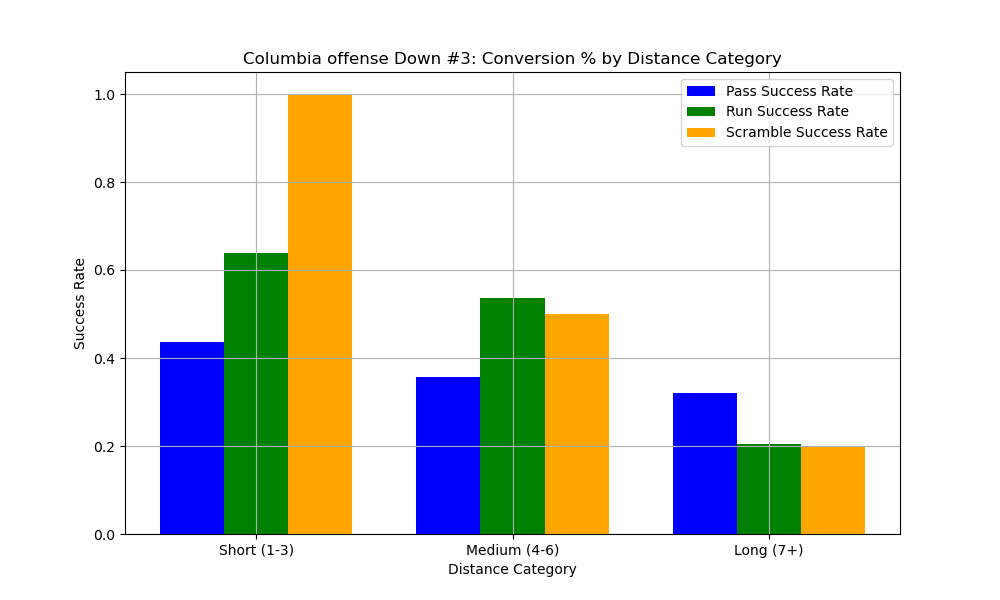 Columbia offense Down #3: Conversion % by Distance Category
Pass Success Rate
Run Success Rate
Scramble Success Rate
Success Rate
1.0
0.8
0.6
0.4
0.2
0.0
Short (1-3)
Medium (4-6)
Long (7+)
Distance Category